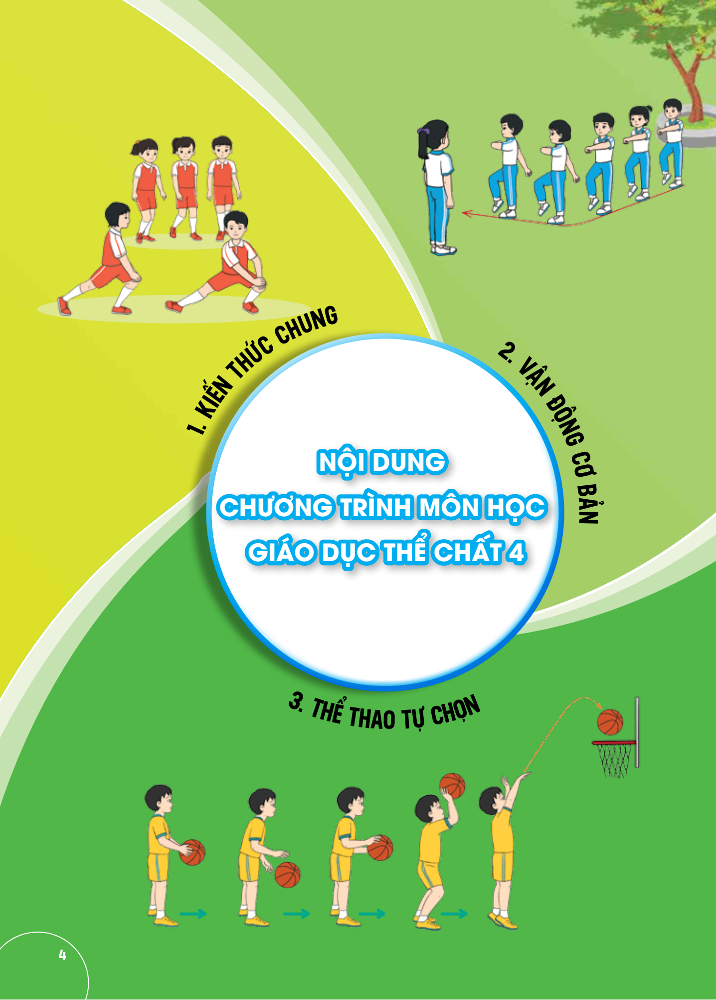 1. KIẾN THỨC CHUNG
2. VẬN ĐỘNG CƠ BẢN
NỘI DUNG
CHƯƠNG TRÌNH MÔN HỌC
GIÁO DỤC THỂ CHẤT 4
3. THỂ THAO TỰ CHỌN
4